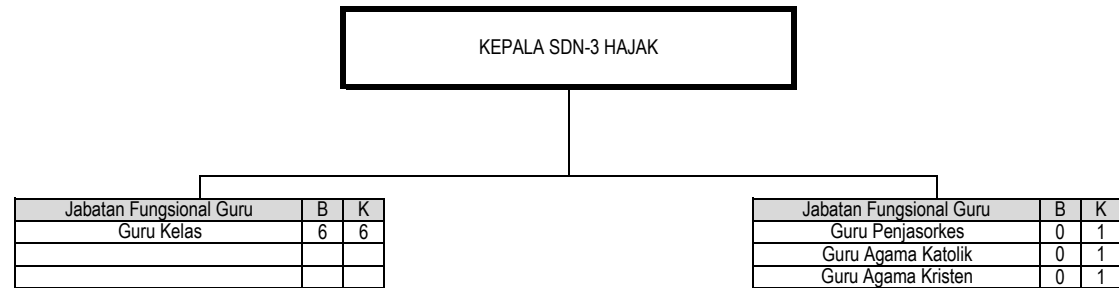 KEPALA SDN-3 HAJAK
Jabatan Fungsional Guru B K
Guru Kelas 6 6
Jabatan Fungsional Guru B K
Guru Penjasorkes 0 1
Guru Agama Katolik 0 1
Guru Agama Kristen 0 1